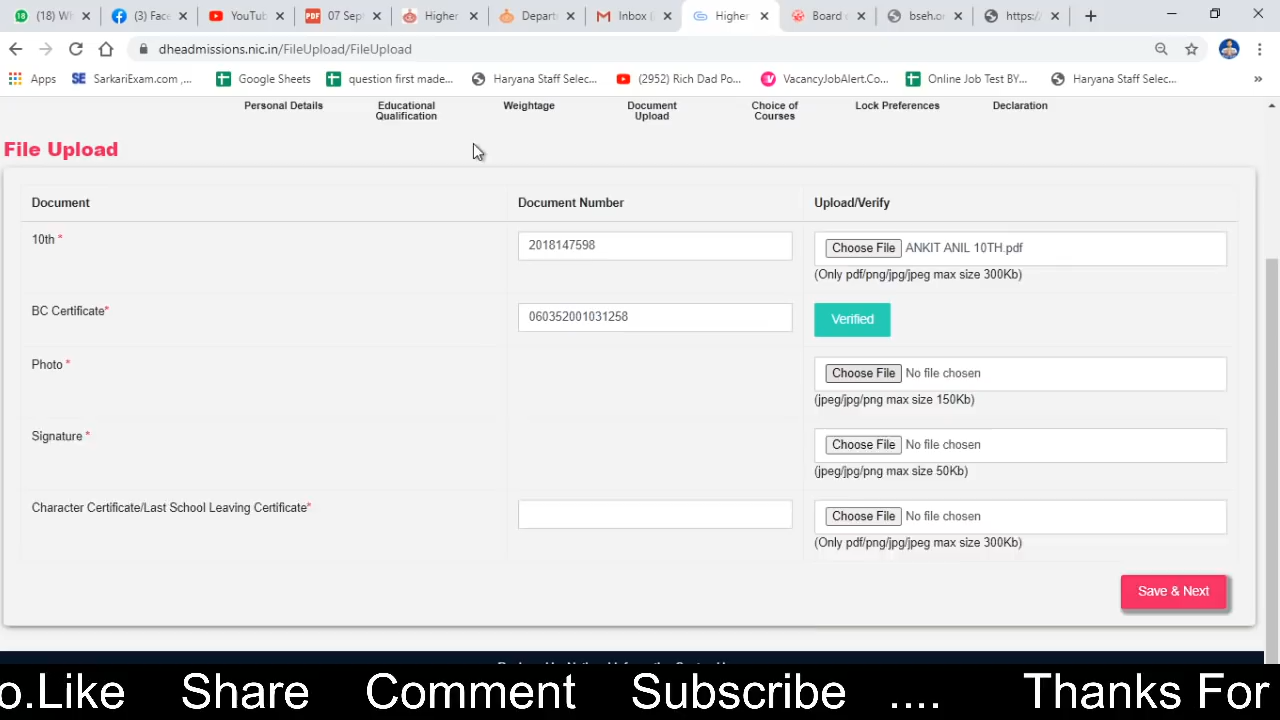 (18) W
(3) Face
YouTub
07 Sept
Higher
Depart
Inbox (
Higher
Board o
bseh.or
https:/
dheadmissions.nic.in/FileUpload/FileUpload
Apps
SarkariExam.com ,...
Google Sheets
question first made...
Haryana Staff Selec...
(2952) Rich Dad Po...
VacancyJobAlert.Co...
Online Job Test BY...
Haryana Staff Selec...
»
Personal Details
Educational
Qualification
Weightage
Document
Upload
Choice of
Courses
Lock Preferences
Declaration
File Upload
Document
Document Number
Upload/Verify
10th *
2018147598
Choose File ANKIT ANIL 10TH.pdf
(Only pdf/png/jpg/jpeg max size 300Kb)
BC Certificate*
060352001031258
Verified
Photo *
Choose File No file chosen
(jpeg/jpg/png max size 150Kb)
Signature *
Choose File No file chosen
(jpeg/jpg/png max size 50Kb)
Character Certificate/Last School Leaving Certificate*
Choose File No file chosen
(Only pdf/png/jpg/jpeg max size 300Kb)
Save & Next
o.Like Share Comment Subscribe .... Thanks For